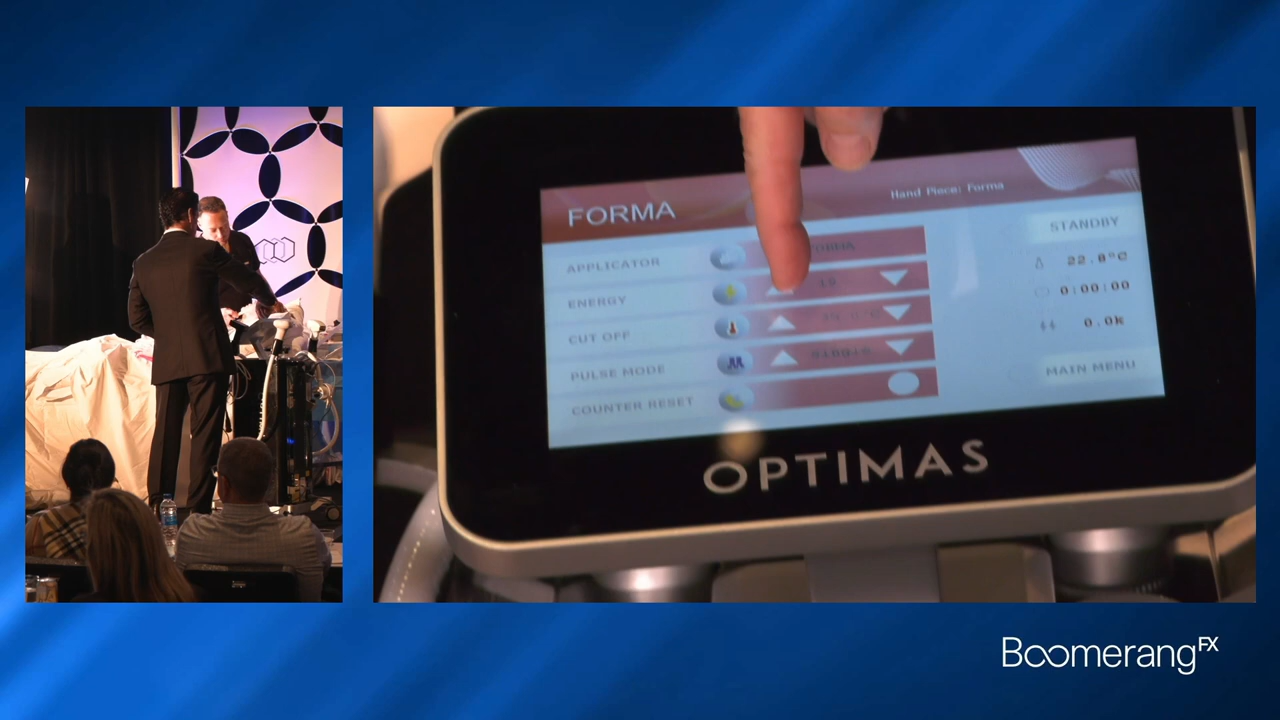 FORMA
Hand Piece: Forma
STANDBY
APPLICATOR
FORMA
22.8°C
ENERGY
0:00:00
CUT OFF
0.0k
PULSE MODE
MAIN MENU
COUNTER RESET
OPTIMAS
BoomerangFX